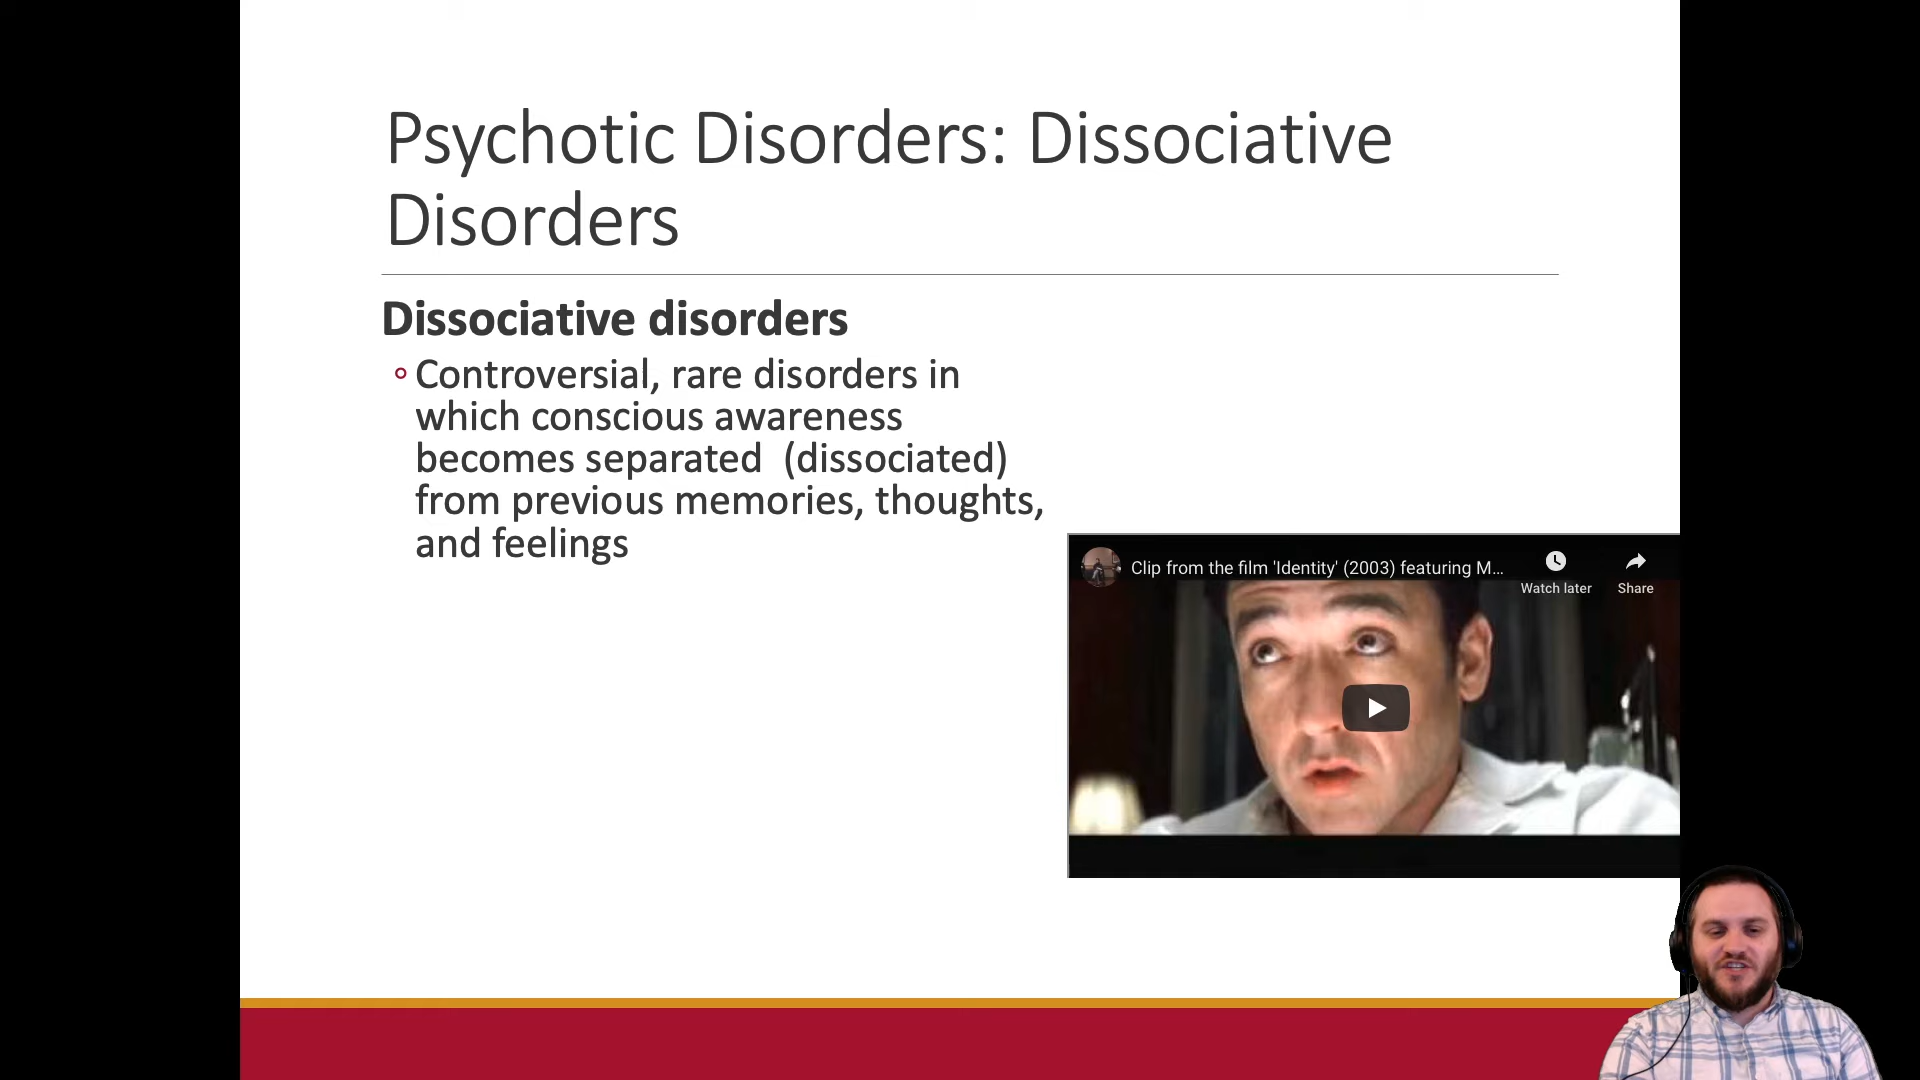 Psychotic Disorders: Dissociative
Disorders
Dissociative disorders
Controversial, rare disorders in
which conscious awareness
becomes separated  (dissociated)
from previous memories, thoughts,
and feelings
Clip from the film 'Identity' (2003) featuring M...
Watch later
Share